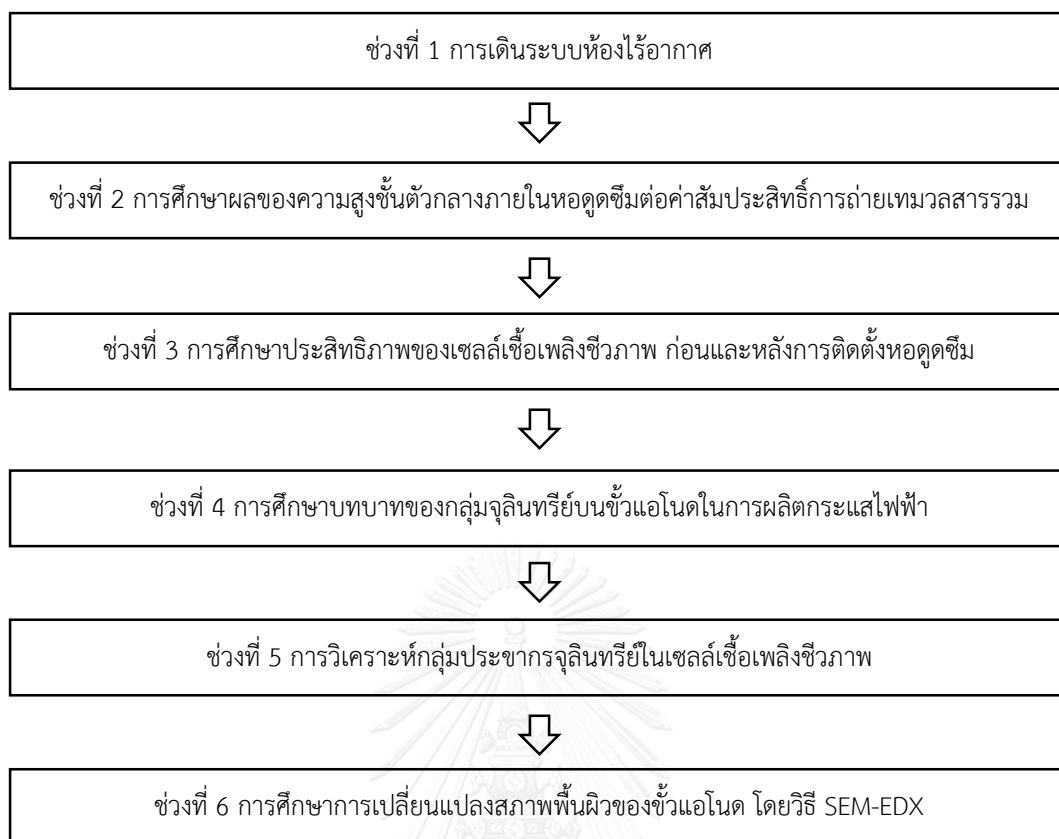 ช่วงที่ 1 การเดินระบบห้องไร้อากาศ
ช่วงที่ 2 การศึกษาผลของความสูงชั้นตัวกลางภายในหอดูดซึมต่อค่าสัมประสิทธิ์การถ่ายเทมวลสารรวม
ช่วงที่ 3 การศึกษาประสิทธิภาพของเซลล์เชื้อเพลิงชีวภาพ ก่อนและหลังการติดตั้งหอดูดซึม
ช่วงที่ 4 การศึกษาบทบาทของกลุ่มจุลินทรีย์บนขั้วแอโนดในการผลิตกระแสไฟฟ้า
ช่วงที่ 5 การวิเคราะห์กลุ่มประชากรจุลินทรีย์ในเซลล์เชื้อเพลิงชีวภาพ
ช่วงที่ 6 การศึกษาการเปลี่ยนแปลงสภาพพื้นผิวของขั้วแอโนด โดยวิธี SEM-EDX